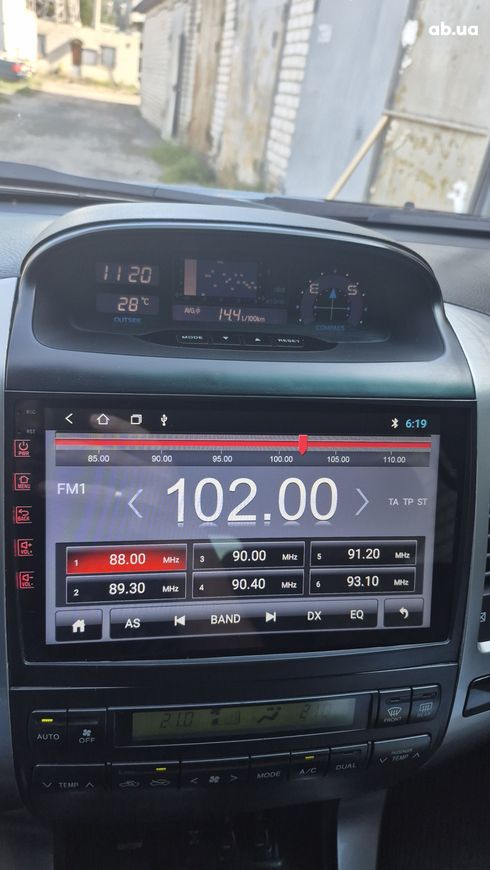 ab.ua
1120
28°C
OUTSIDE
AVG.
14.4 L/100km
E S
COMPASS
MODE RESET
RST
6:19
85.00 90.00 95.00 100.00 105.00 110.00
FM1
102.00
TA TP ST
PWR
MENU
BACK
VOL+
VOL-
1 88.00 MHz
3 90.00 MHz
5 91.20 MHz
2 89.30 MHz
4 90.40 MHz
6 93.10 MHz
AS BAND DX EQ
AUTO
OFF
21.0 21.0
FRONT
REAR
TEMP
MODE
A/C
DUAL
PASSENGER
TEMP